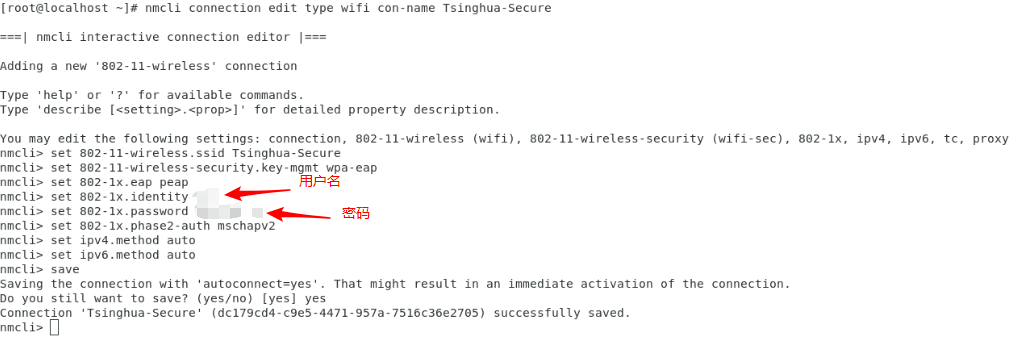 [root@localhost ~]# nmcli connection edit type wifi con-name Tsinghua-Secure
===| nmcli interactive connection editor |===
Adding a new '802-11-wireless' connection
Type 'help' or '?' for available commands.
Type 'describe [<setting>.<prop>]' for detailed property description.
You may edit the following settings: connection, 802-11-wireless (wifi), 802-11-wireless-security (wifi-sec), 802-1x, ipv4, ipv6, tc, proxy
nmcli> set 802-11-wireless.ssid Tsinghua-Secure
nmcli> set 802-11-wireless-security.key-mgmt wpa-eap
nmcli> set 802-1x.eap peap
用户名
nmcli> set 802-1x.identity
nmcli> set 802-1x.password
密码
nmcli> set 802-1x.phase2-auth mschapv2
nmcli> set ipv4.method auto
nmcli> set ipv6.method auto
nmcli> save
Saving the connection with 'autoconnect=yes'. That might result in an immediate activation of the connection.
Do you still want to save? (yes/no) [yes] yes
Connection 'Tsinghua-Secure' (dc179cd4-c9e5-4471-957a-7516c36e2705) successfully saved.
nmcli>